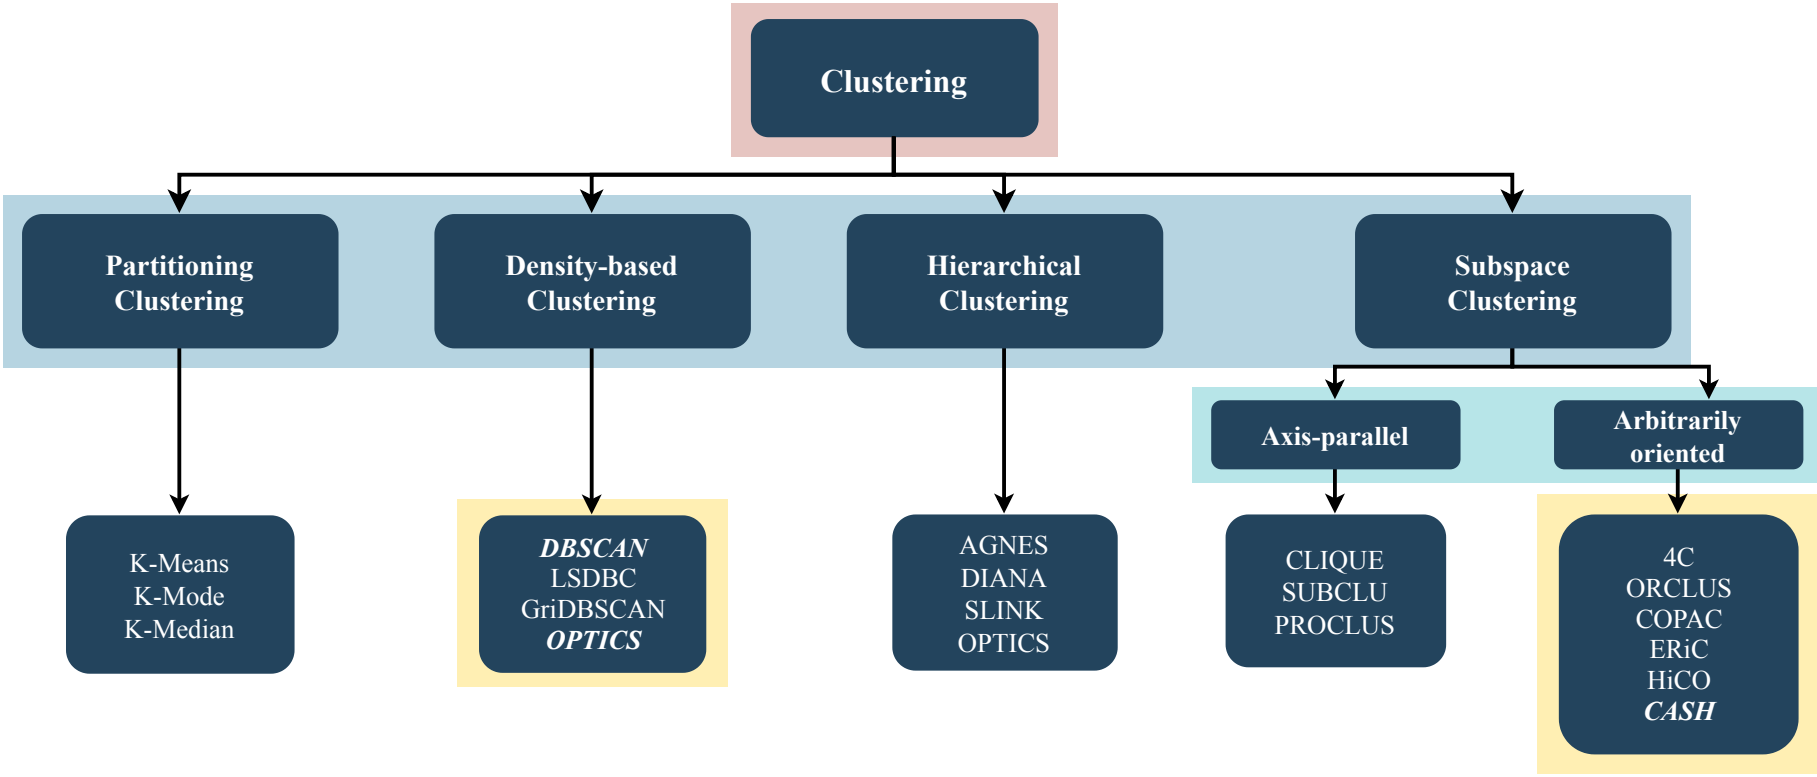 Clustering
Partitioning
Clustering
Density-based
Clustering
Hierarchical
Clustering
Subspace
Clustering
Axis-parallel
Arbitrarily
oriented
K-Means
K-Mode
K-Median
DBSCAN
LSDBC
GriDBSCAN
OPTICS
AGNES
DIANA
SLINK
OPTICS
CLIQUE
SUBCLU
PROCLUS
4C
ORCLUS
COPAC
ERiC
HiCO
CASH